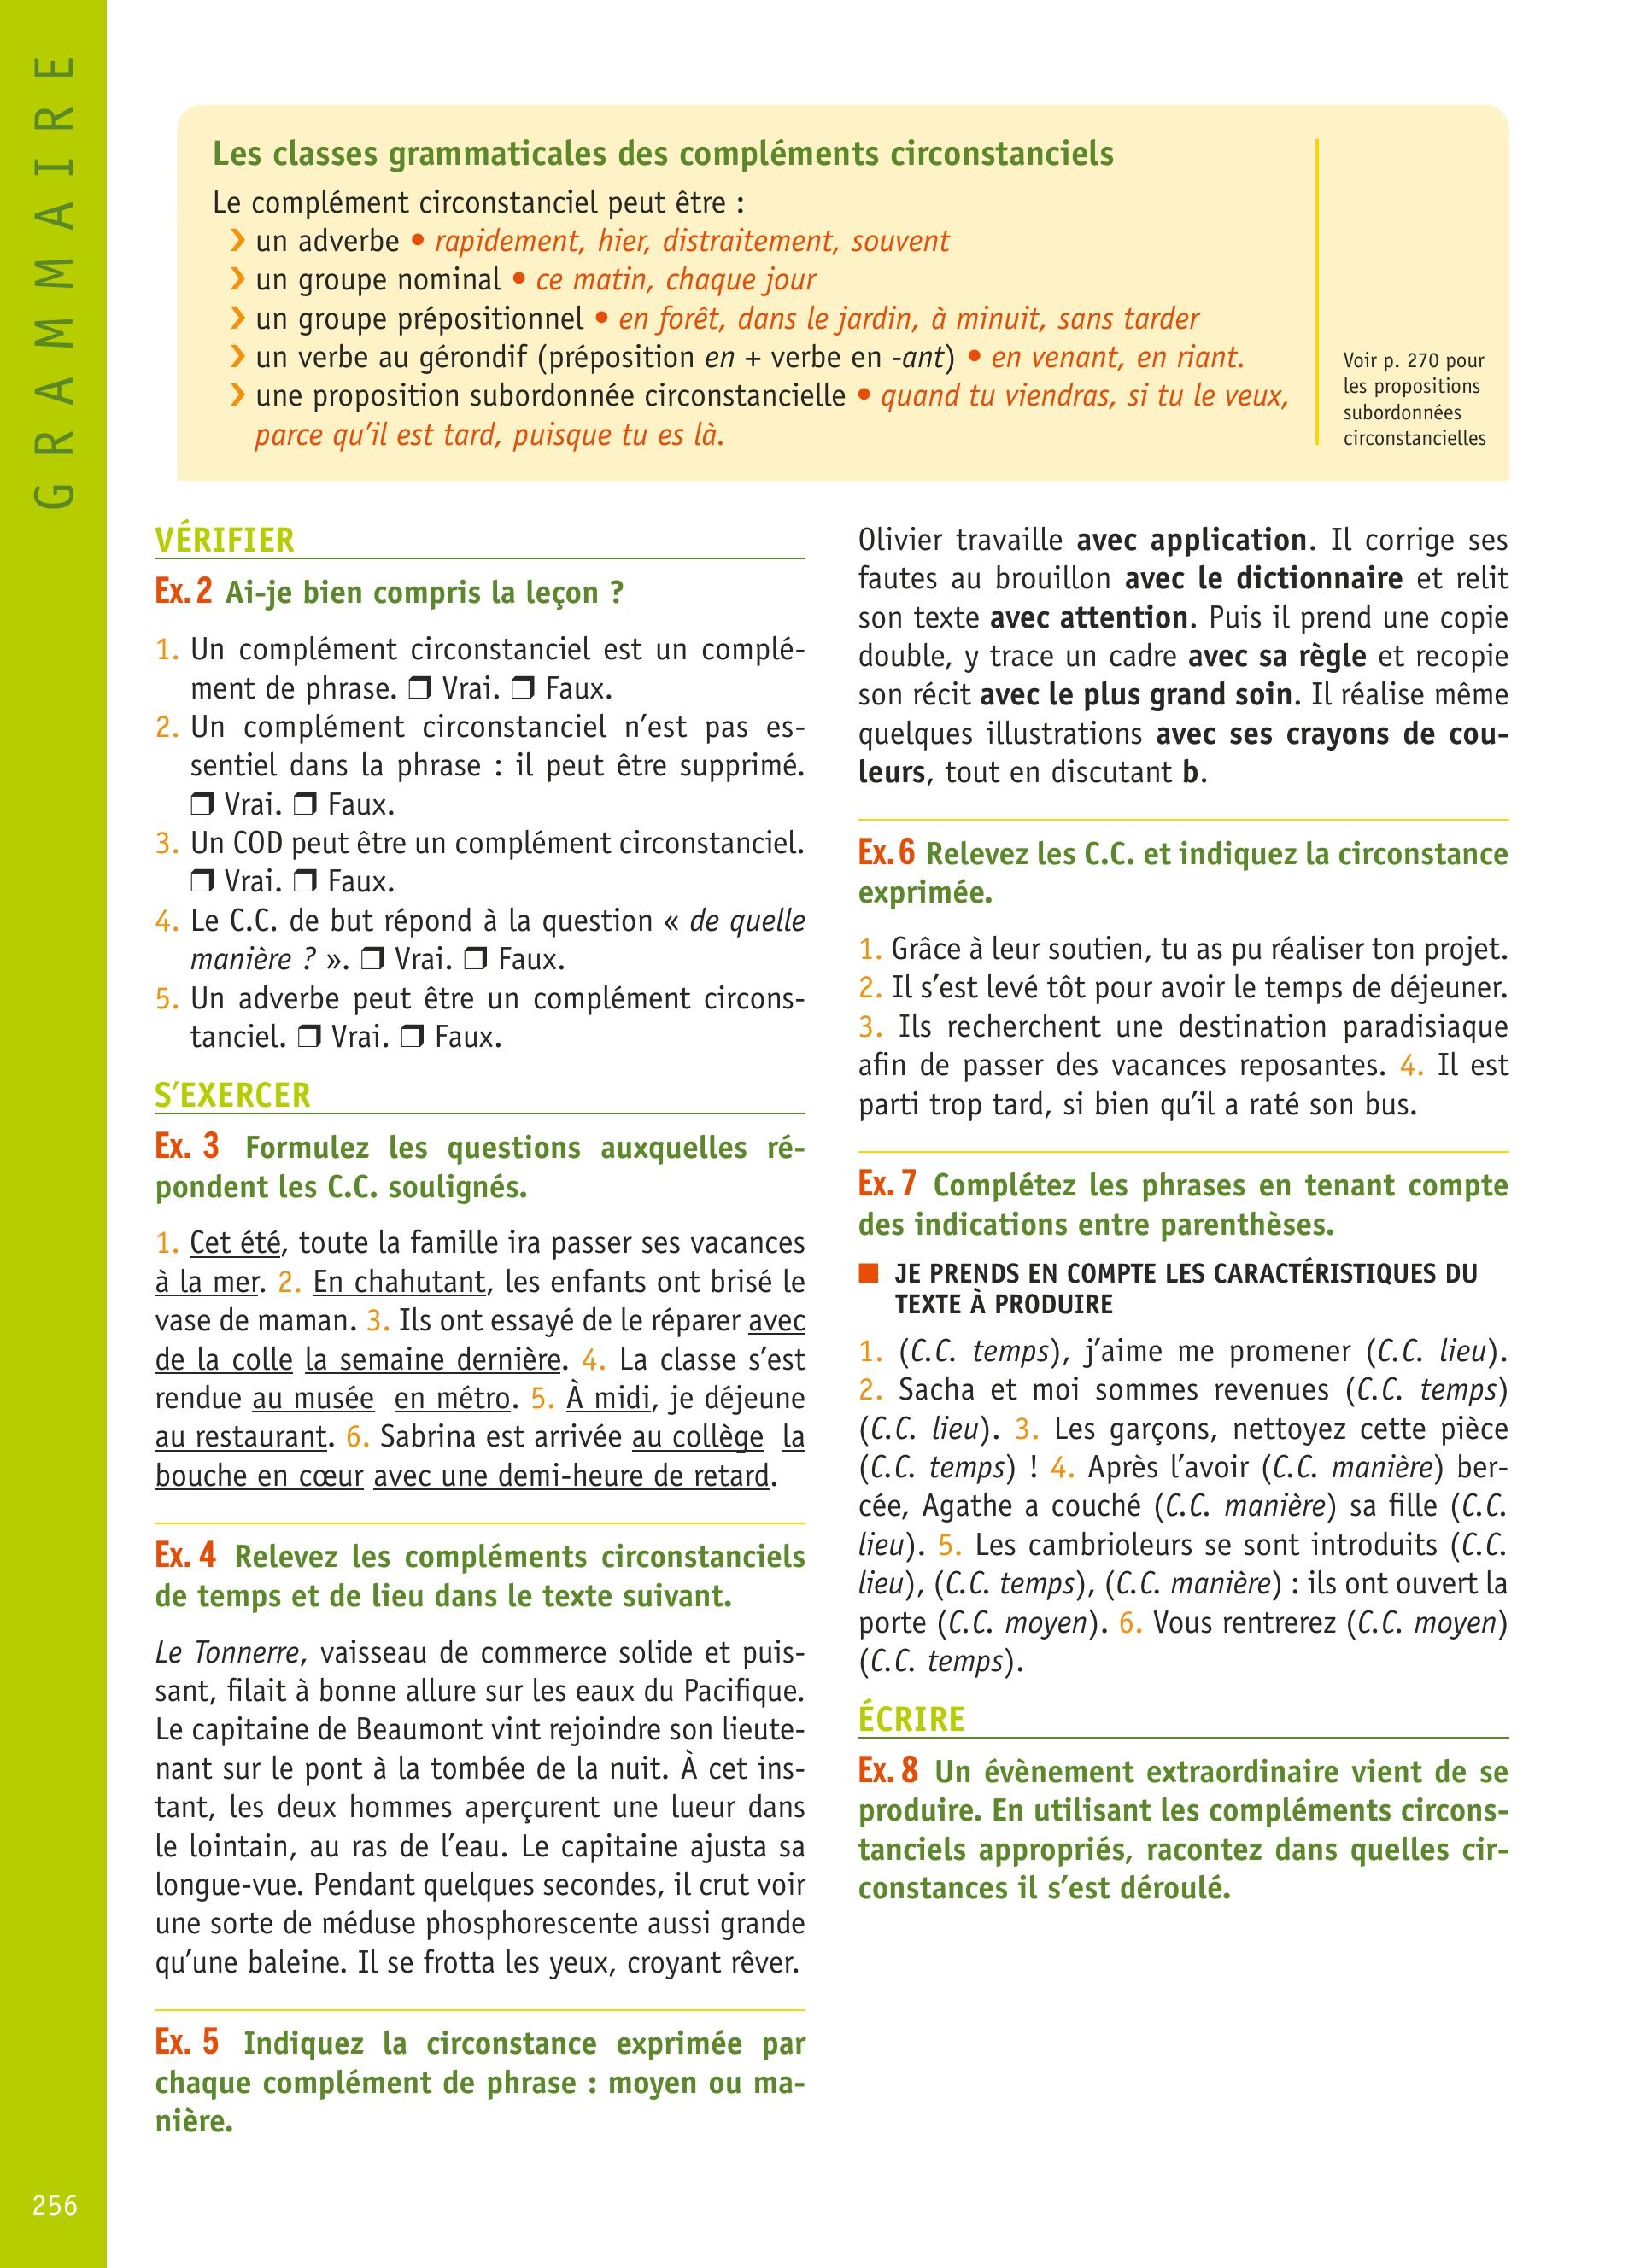 GRAMMAIRE
Les classes grammaticales des compléments circonstanciels
Le complément circonstanciel peut être :
❯ un adverbe • rapidement, hier, distraitement, souvent
❯ un groupe nominal • ce matin, chaque jour
❯ un groupe prépositionnel • en forêt, dans le jardin, à minuit, sans tarder
❯ un verbe au gérondif (préposition en + verbe en -ant) • en venant, en riant.
❯ une proposition subordonnée circonstancielle • quand tu viendras, si tu le veux,
parce qu’il est tard, puisque tu es là.
Voir p. 270 pour
les propositions
subordonnées
circonstancielles
VÉRIFIER
Ex. 2 Ai-je bien compris la leçon ?
1. Un complément circonstanciel est un complé-
ment de phrase. ❒ Vrai. ❒ Faux.
2. Un complément circonstanciel n’est pas es-
sentiel dans la phrase : il peut être supprimé.
❒ Vrai. ❒ Faux.
3. Un COD peut être un complément circonstanciel.
❒ Vrai. ❒ Faux.
4. Le C.C. de but répond à la question « de quelle
manière ? ». ❒ Vrai. ❒ Faux.
5. Un adverbe peut être un complément circons-
tanciel. ❒ Vrai. ❒ Faux.
S’EXERCER
Ex. 3 Formulez les questions auxquelles ré-
pondent les C.C. soulignés.
1. Cet été, toute la famille ira passer ses vacances
à la mer. 2. En chahutant, les enfants ont brisé le
vase de maman. 3. Ils ont essayé de le réparer avec
de la colle la semaine dernière. 4. La classe s’est
rendue au musée en métro. 5. À midi, je déjeune
au restaurant. 6. Sabrina est arrivée au collège la
bouche en cœur avec une demi-heure de retard.
Ex. 4 Relevez les compléments circonstanciels
de temps et de lieu dans le texte suivant.
Le Tonnerre, vaisseau de commerce solide et puis-
sant, filait à bonne allure sur les eaux du Pacifique.
Le capitaine de Beaumont vint rejoindre son lieute-
nant sur le pont à la tombée de la nuit. À cet ins-
tant, les deux hommes aperçurent une lueur dans
le lointain, au ras de l’eau. Le capitaine ajusta sa
longue-vue. Pendant quelques secondes, il crut voir
une sorte de méduse phosphorescente aussi grande
qu’une baleine. Il se frotta les yeux, croyant rêver.
Ex. 5 Indiquez la circonstance exprimée par
chaque complément de phrase : moyen ou ma-
nière.
Olivier travaille avec application. Il corrige ses
fautes au brouillon avec le dictionnaire et relit
son texte avec attention. Puis il prend une copie
double, y trace un cadre avec sa règle et recopie
son récit avec le plus grand soin. Il réalise même
quelques illustrations avec ses crayons de cou-
leurs, tout en discutant b.
Ex. 6 Relevez les C.C. et indiquez la circonstance
exprimée.
1. Grâce à leur soutien, tu as pu réaliser ton projet.
2. Il s’est levé tôt pour avoir le temps de déjeuner.
3. Ils recherchent une destination paradisiaque
afin de passer des vacances reposantes. 4. Il est
parti trop tard, si bien qu’il a raté son bus.
Ex. 7 Complétez les phrases en tenant compte
des indications entre parenthèses.
■ JE PRENDS EN COMPTE LES CARACTÉRISTIQUES DU
TEXTE À PRODUIRE
1. (C.C. temps), j’aime me promener (C.C. lieu).
2. Sacha et moi sommes revenues (C.C. temps)
(C.C. lieu). 3. Les garçons, nettoyez cette pièce
(C.C. temps) ! 4. Après l’avoir (C.C. manière) ber-
cée, Agathe a couché (C.C. manière) sa fille (C.C.
lieu). 5. Les cambrioleurs se sont introduits (C.C.
lieu), (C.C. temps), (C.C. manière) : ils ont ouvert la
porte (C.C. moyen). 6. Vous rentrerez (C.C. moyen)
(C.C. temps).
ÉCRIRE
Ex. 8 Un évènement extraordinaire vient de se
produire. En utilisant les compléments circons-
tanciels appropriés, racontez dans quelles cir-
constances il s’est déroulé.
256